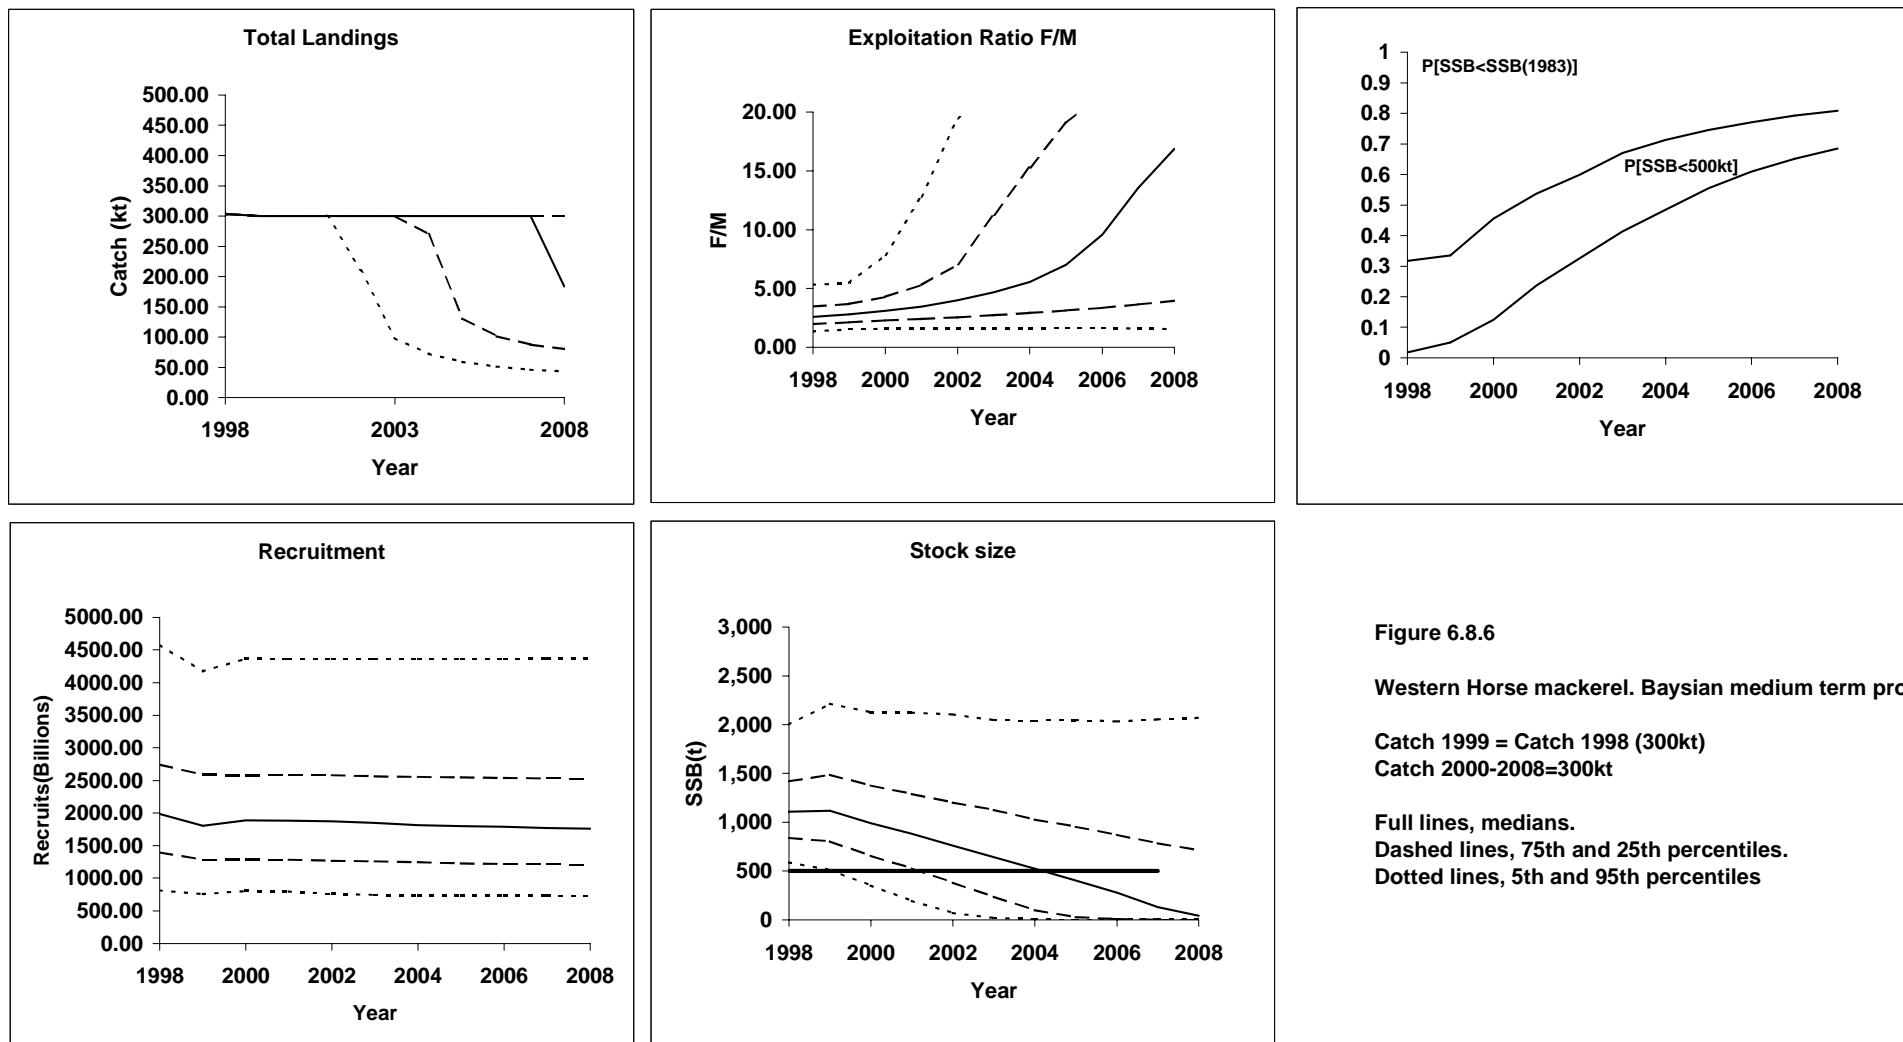 Total Landings
500.00
450.00
400.00
350.00
300.00
250.00
200.00
150.00
100.00
50.00
0.00
Catch (kt)
1998 2003 2008
Year
Exploitation Ratio F/M
20.00
15.00
10.00
5.00
0.00
F/M
1998 2000 2002 2004 2006 2008
Year
1
0.9
0.8
0.7
0.6
0.5
0.4
0.3
0.2
0.1
0
P[SSB<SSB(1983)]
P[SSB<500kt]
1998 2000 2002 2004 2006 2008
Year
Recruitment
5000.00
4500.00
4000.00
3500.00
3000.00
2500.00
2000.00
1500.00
1000.00
500.00
0.00
Recruits(Billions)
1998 2000 2002 2004 2006 2008
Year
Stock size
3,000
2,500
2,000
1,500
1,000
500
0
SSB(t)
1998 2000 2002 2004 2006 2008
Year
Figure 6.8.6
Western Horse mackerel. Baysian medium term pro
Catch 1999 = Catch 1998 (300kt)
Catch 2000-2008=300kt
Full lines, medians.
Dashed lines, 75th and 25th percentiles.
Dotted lines, 5th and 95th percentiles